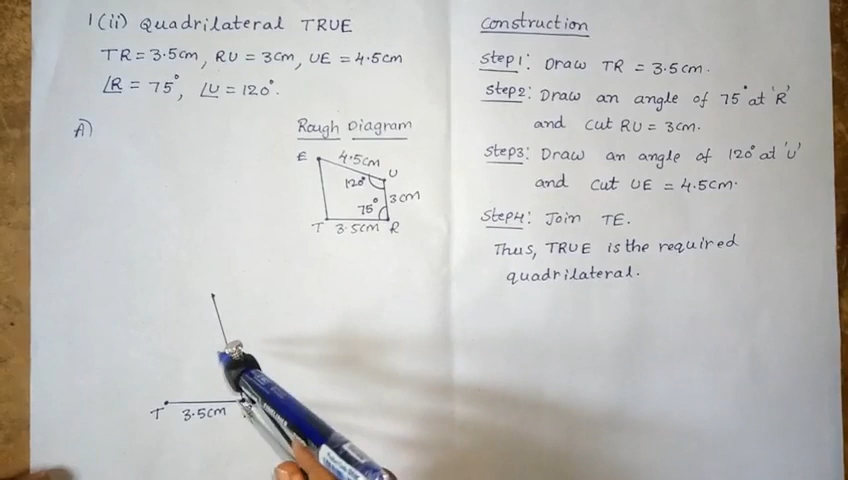 1(ii) Quadrilateral TRUE
TR = 3.5cm, RU = 3cm, UE = 4.5cm
∠R = 75°, ∠U = 120°.
A)
Rough Diagram
E
4.5cm
U
120°
3cm
75°
T 3.5cm R
T 3.5cm
Construction
Step1: Draw TR = 3.5cm.
Step2: Draw an angle of 75° at 'R'
and cut RU = 3cm.
Step3: Draw an angle of 120° at 'U'
and cut UE = 4.5cm.
Step4: Join TE.
Thus, TRUE is the required
quadrilateral.